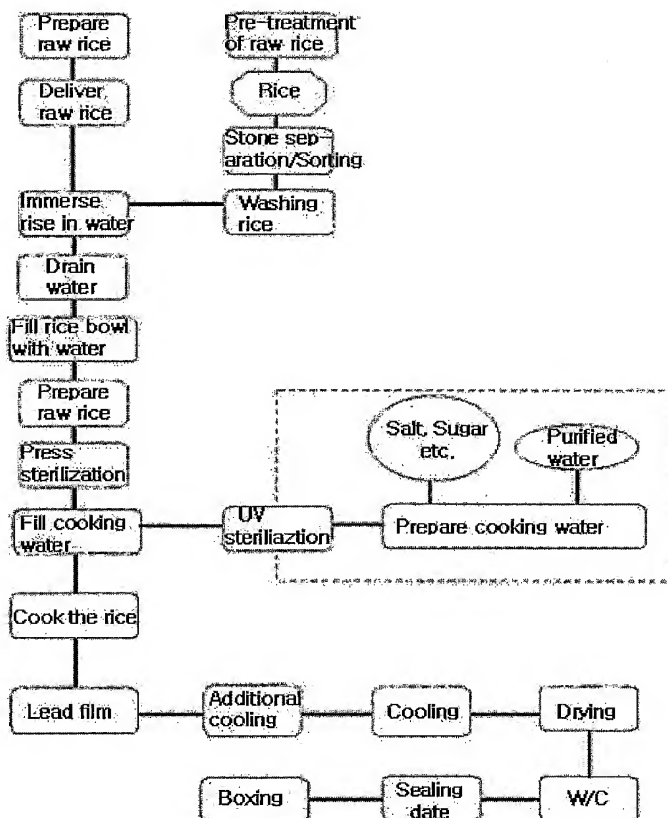 Prepare
raw rice
Pre-treatment
of raw rice
Deliver
raw rice
Rice
Stone sep-
aration/Sorting
Immerse
rise in water
Washing
rice
Drain
water
Fill rice bowl
with water
Prepare
raw rice
Press
sterilization
Salt, Sugar
etc.
Purified
water
Fill cooking
water
UV
steriliaztion
Prepare cooking water
Cook the rice
Lead film
Additional
cooling
Cooling
Drying
Boxing
Sealing
date
W/C